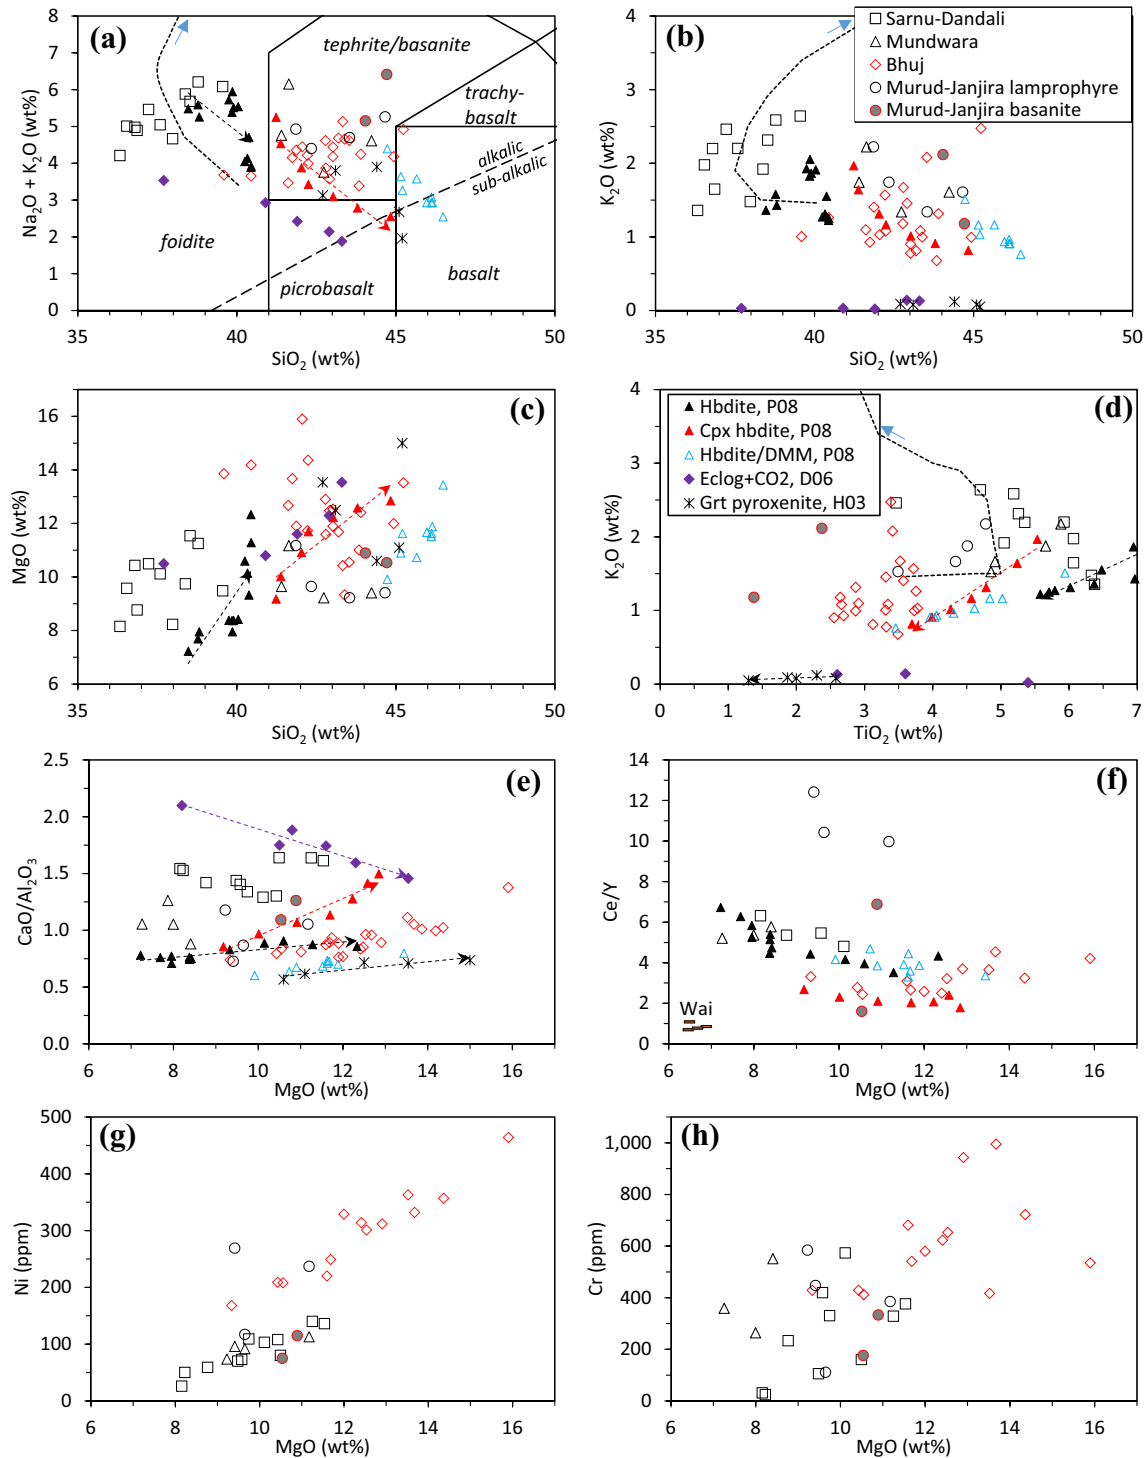 (a)
8
7
6
5
4
3
2
1
0
35
40
45
50
Na2O + K2O (wt%)
SiO2 (wt%)
tephrite/basanite
trachy-
basalt
alkalic
sub-alkalic
foidite
picrobasalt
basalt
(b)
4
3
2
1
0
35
40
45
50
K2O (wt%)
SiO2 (wt%)
Sarnu-Dandali
Mundwara
Bhuj
Murud-Janjira lamprophyre
Murud-Janjira basanite
(c)
16
14
12
10
8
6
35
40
45
50
MgO (wt%)
SiO2 (wt%)
(d)
4
3
2
1
0
0
1
2
3
4
5
6
7
K2O (wt%)
TiO2 (wt%)
Hbdite, P08
Cpx hbdite, P08
Hbdite/DMM, P08
Eclog+CO2, D06
Grt pyroxenite, H03
(e)
2.5
2.0
1.5
1.0
0.5
0.0
6
8
10
12
14
16
CaO/Al2O3
MgO (wt%)
(f)
14
12
10
8
6
4
2
0
6
8
10
12
14
16
Ce/Y
MgO (wt%)
Wai
(g)
500
400
300
200
100
0
6
8
10
12
14
16
Ni (ppm)
MgO (wt%)
(h)
1,000
800
600
400
200
0
6
8
10
12
14
16
Cr (ppm)
MgO (wt%)